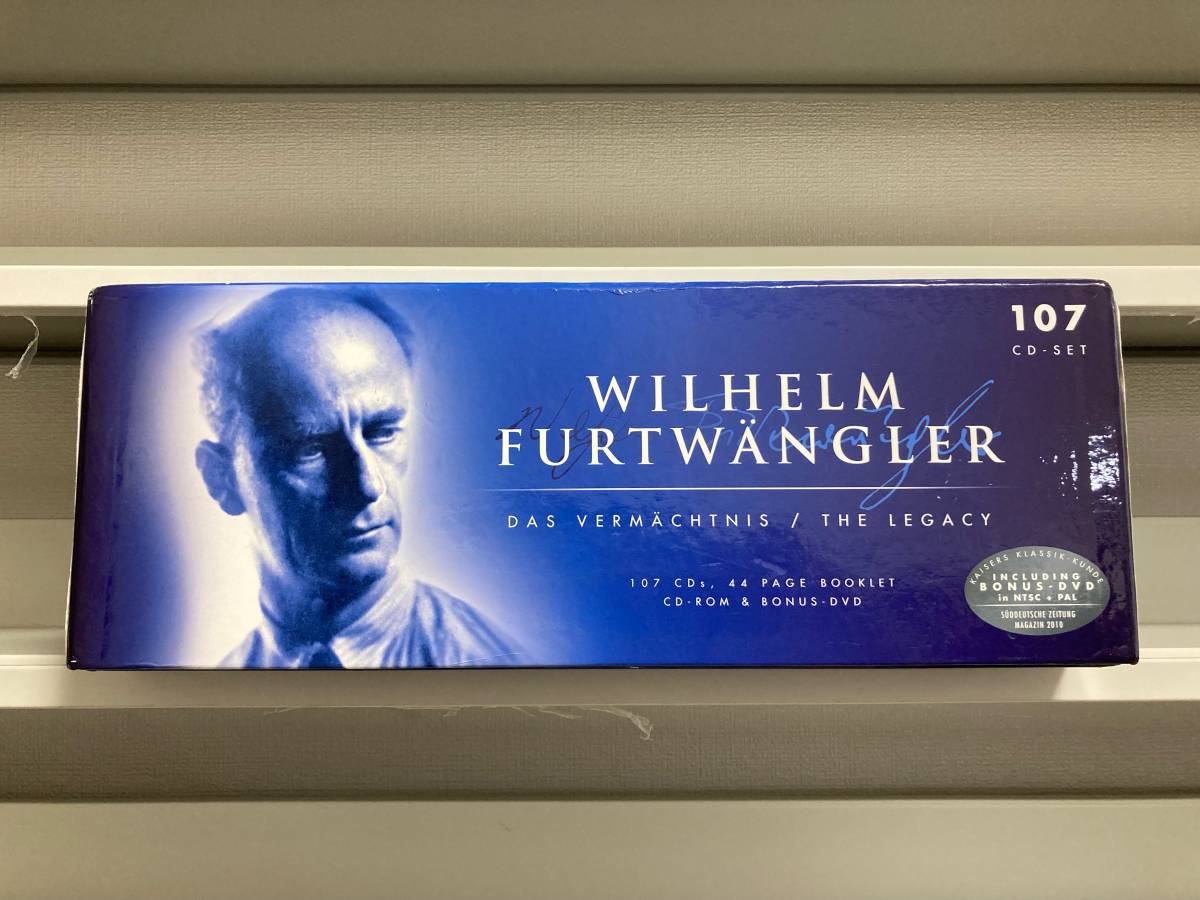 107
CD-SET
WILHELM
FURTWÄNGLER
DAS VERMÄCHTNIS / THE LEGACY
107 CDs, 44 PAGE BOOKLET
CD-ROM & BONUS-DVD
KAISERS KLASSIK-KUNDE
INCLUDING
BONUS-DVD
in NTSC + PAL
SÜDDEUTSCHE ZEITUNG
MAGAZIN 2010